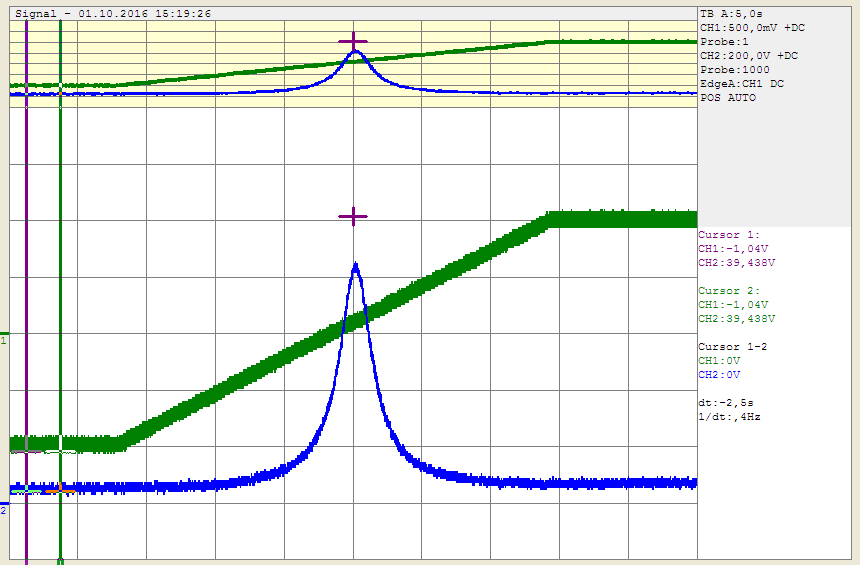 Signal - 01.10.2016 15:19:26
TB A:5,0s
CH1:500,0mV +DC
Probe:1
CH2:200,0V +DC
Probe:1000
EdgeA:CH1 DC
POS AUTO
Cursor 1:
CH1:-1,04V
CH2:39,438V
Cursor 2:
CH1:-1,04V
CH2:39,438V
Cursor 1-2
CH1:0V
CH2:0V
dt:-2,5s
1/dt:,4Hz
1
2